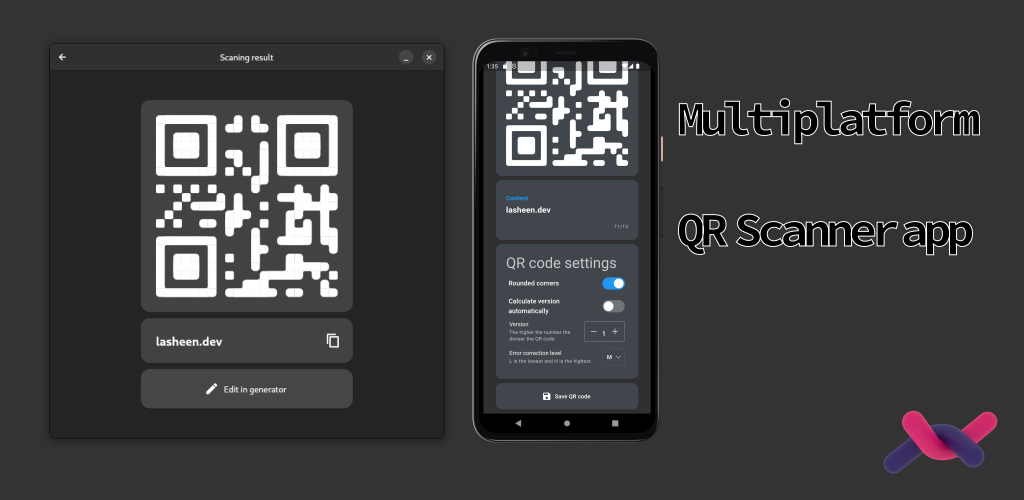 Scaning result
lasheen.dev
Edit in generator
1:35
Content
lasheen.dev
11/14
QR code settings
Rounded corners
Calculate version
automatically
Version
The higher the number the
denser the QR code
1
Error correction level
L is the lowest and H is the highest.
M
Save QR code
Multiplatform
QR Scanner app